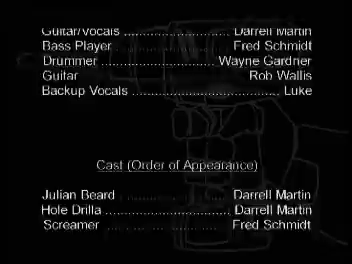 Guitar/Vocals ............................ Darrell Martin
Bass Player ............................ Fred Schmidt
Drummer .............................. Wayne Gardner
Guitar ............................ Rob Wallis
Backup Vocals ....................................... Luke
Cast (Order of Appearance)
Julian Beard ............................ Darrell Martin
Hole Drilla .................................. Darrell Martin
Screamer ............................ Fred Schmidt